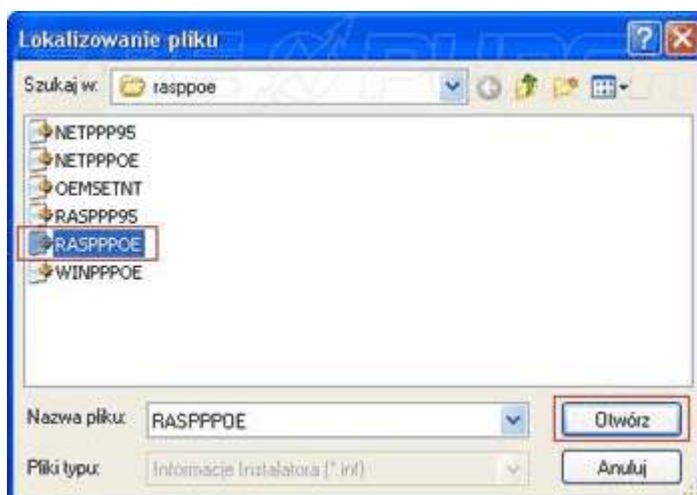 Lokalizowanie pliku
Szukaj w: rasppoe
NETPPP95
NETPPPOE
OEMSETNT
RASPPP95
RASPPPOE
WINPPPOE
Nazwa pliku: RASPPPOE Otwórz
Pliki typu: Informacje Instalatora (*.inf) Anuluj